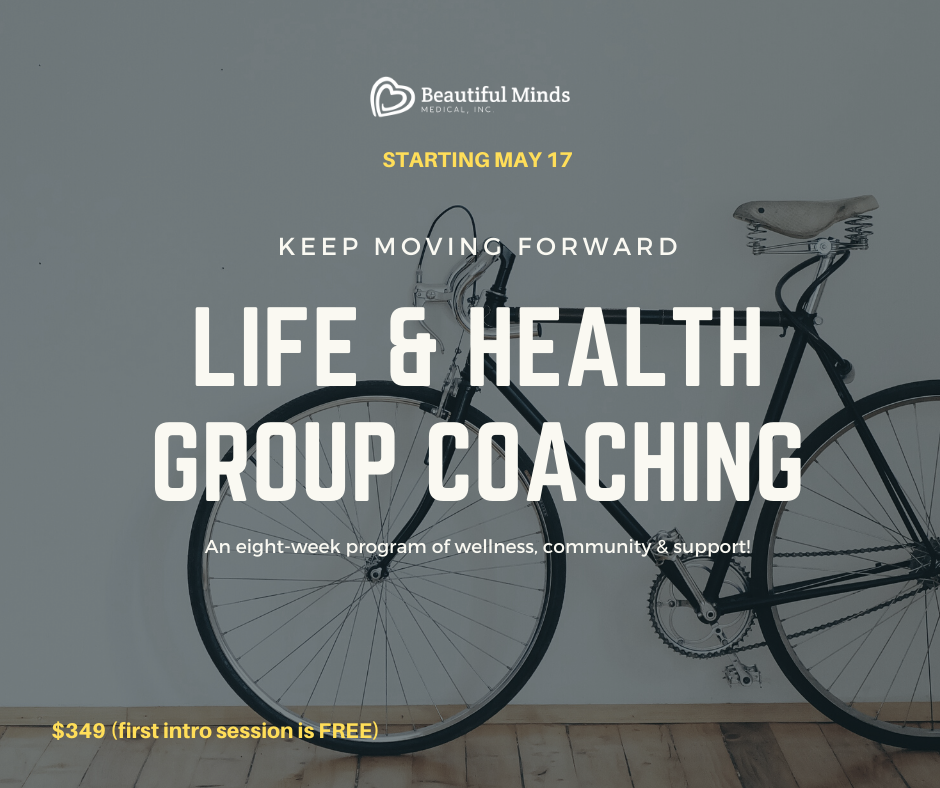 Beautiful Minds
MEDICAL, INC.
STARTING MAY 17
KEEP MOVING FORWARD
LIFE & HEALTH
GROUP COACHING
An eight-week program of wellness, community & support!
$349 (first intro session is FREE)